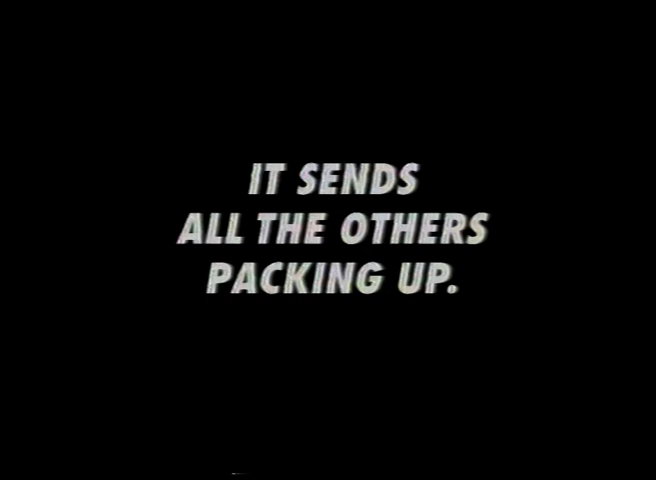 IT SENDS
ALL THE OTHERS
PACKING UP.